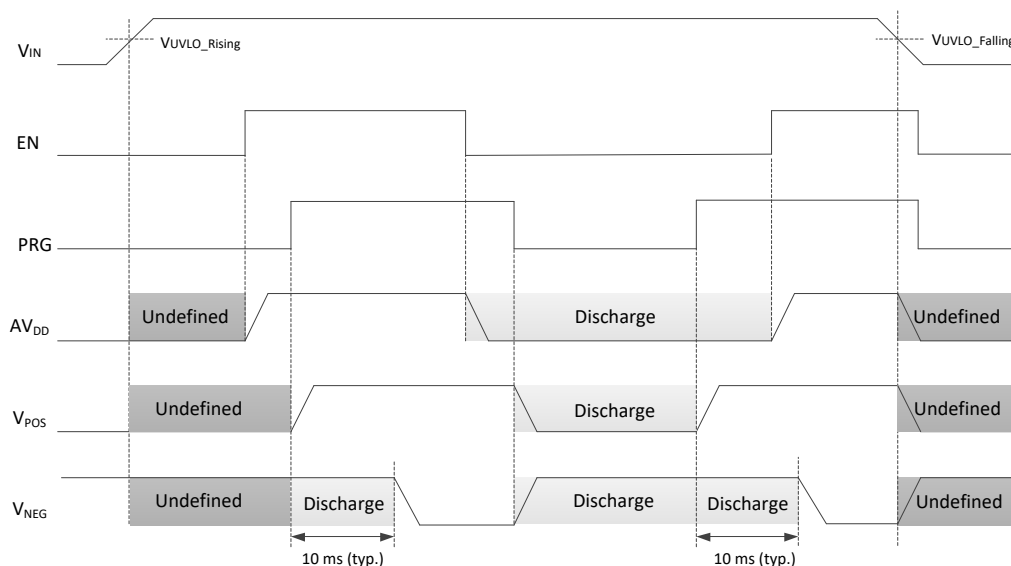 VIN
VUVLO_Rising
VUVLO_Falling
EN
PRG
AVDD
Undefined
Discharge
Undefined
VPOS
Undefined
Discharge
Undefined
VNEG
Undefined
Discharge
Discharge
Discharge
Undefined
10 ms (typ.)
10 ms (typ.)